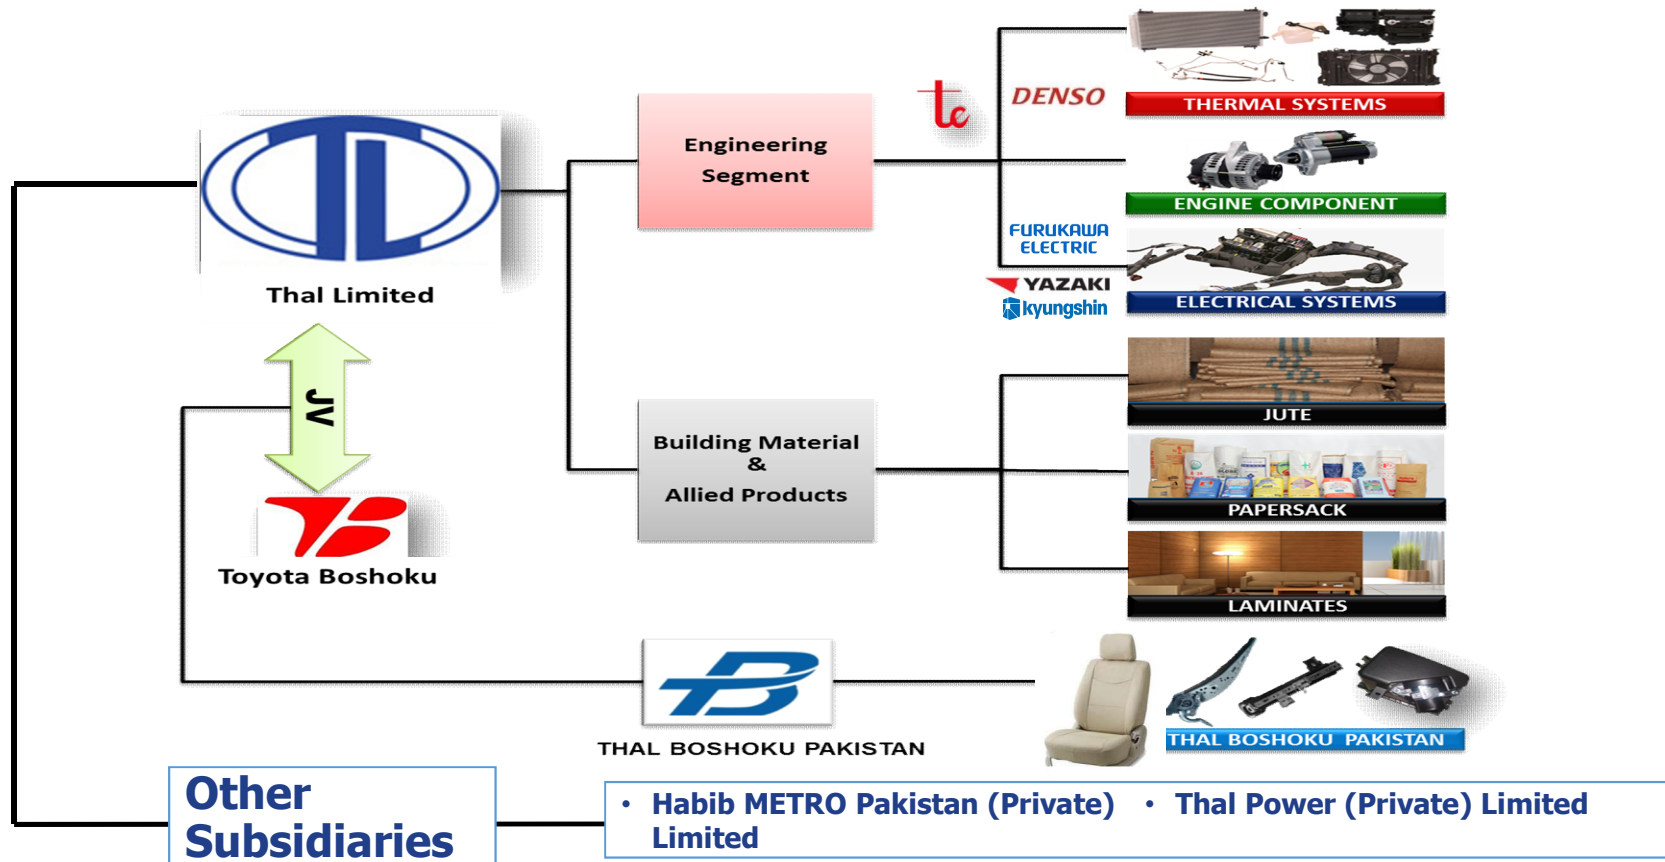 Thal Limited
JV
Toyota Boshoku
Engineering
Segment
tc
DENSO
THERMAL SYSTEMS
ENGINE COMPONENT
FURUKAWA
ELECTRIC
YAZAKI
kyungshin
ELECTRICAL SYSTEMS
Building Material
&
Allied Products
JUTE
PAPERSACK
LAMINATES
THAL BOSHOKU PAKISTAN
THAL BOSHOKU PAKISTAN
Other
Subsidiaries
• Habib METRO Pakistan (Private)
Limited
• Thal Power (Private) Limited